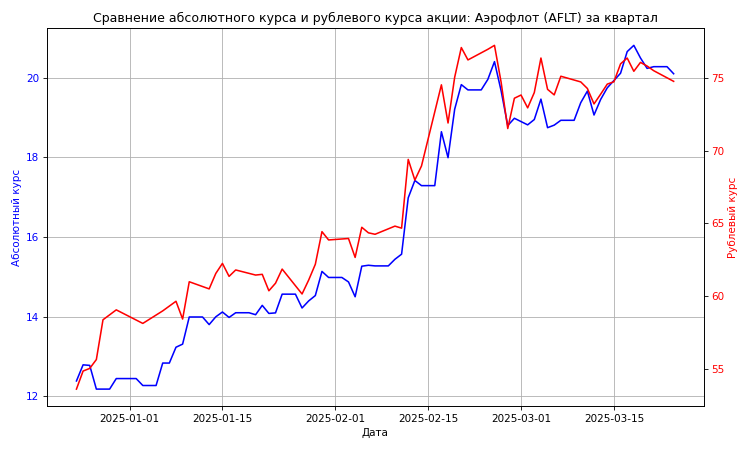 Сравнение абсолютного курса и рублевого курса акции: Аэрофлот (AFLT) за квартал
Абсолютный курс
20
18
16
14
12
75
70
65
60
55
Рублевый курс
2025-01-01 2025-01-15 2025-02-01 2025-02-15 2025-03-01 2025-03-15
Дата